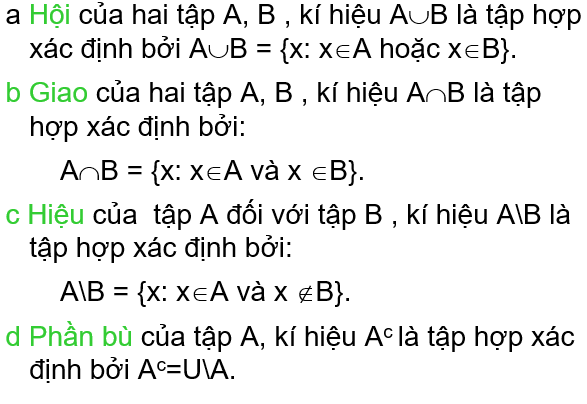 a Hội của hai tập A, B , kí hiệu A∪B là tập hợp
xác định bởi A∪B = {x: x∈A hoặc x∈B}.
b Giao của hai tập A, B , kí hiệu A∩B là tập
hợp xác định bởi:
A∩B = {x: x∈A và x ∈B}.
c Hiệu của tập A đối với tập B , kí hiệu A\B là
tập hợp xác định bởi:
A\B = {x: x∈A và x ∉B}.
d Phần bù của tập A, kí hiệu Aᶜ là tập hợp xác
định bởi Aᶜ=U\A.